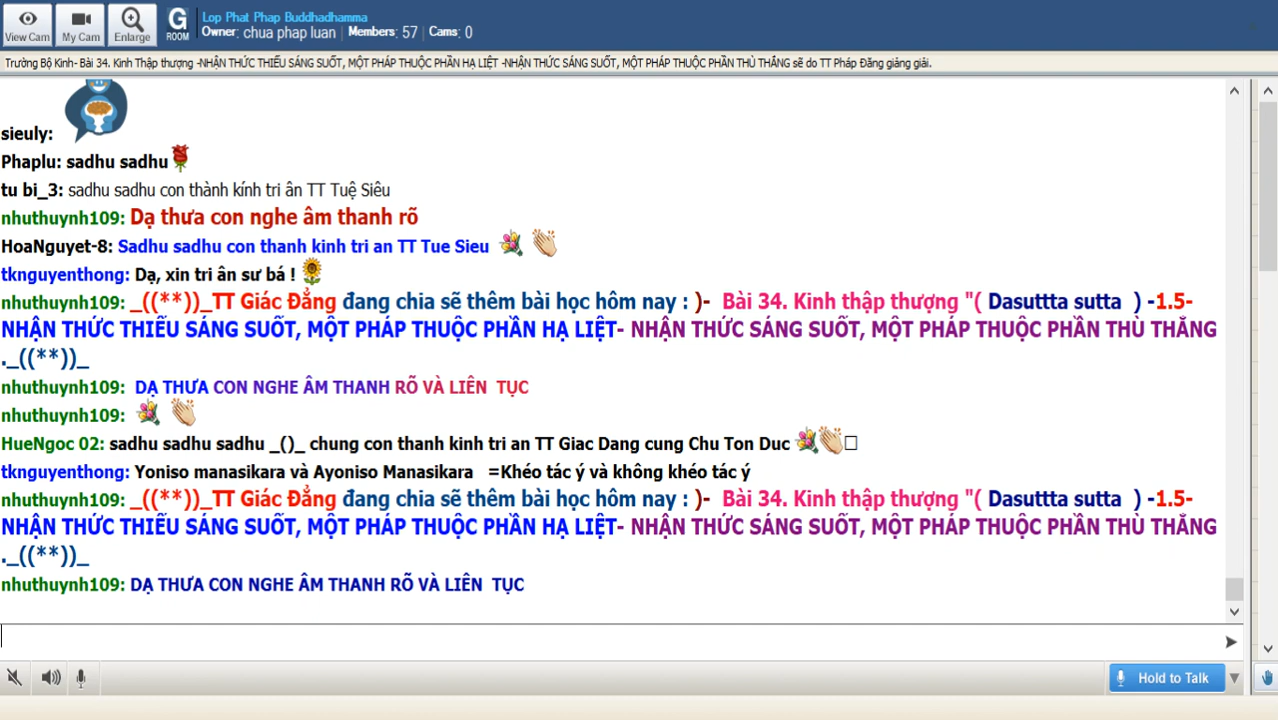 View Cam
My Cam
Enlarge
G
ROOM
Lop Phat Phap Buddhadhamma
Owner: chua phap luan Members: 57 Cams: 0
Trường Bộ Kinh- Bài 34. Kinh Thập thượng -NHẬN THỨC THIẾU SÁNG SUỐT, MỘT PHÁP THUỘC PHẦN HẠ LIỆT -NHẬN THỨC SÁNG SUỐT, MỘT PHÁP THUỘC PHẦN THÙ THẮNG sẽ do TT Pháp Đăng giảng giải.
sieuly:
Phaplu: sadhu sadhu
tu bi_3: sadhu sadhu con thành kính tri ân TT Tuệ Siêu
nhuthuynh109: Dạ thưa con nghe âm thanh rõ
HoaNguyet-8: Sadhu sadhu con thanh kinh tri an TT Tue Sieu
tknguyenthong: Dạ, xin tri ân sư bá !
nhuthuynh109: _((**))_TT Giác Đẳng đang chia sẽ thêm bài học hôm nay : )- Bài 34. Kinh thập thượng "( Dasuttta sutta ) -1.5-
NHẬN THỨC THIẾU SÁNG SUỐT, MỘT PHÁP THUỘC PHẦN HẠ LIỆT- NHẬN THỨC SÁNG SUỐT, MỘT PHÁP THUỘC PHẦN THÙ THẮNG
._((**))_
nhuthuynh109: DẠ THƯA CON NGHE ÂM THANH RÕ VÀ LIÊN TỤC
nhuthuynh109:
HueNgoc 02: sadhu sadhu sadhu _()_ chung con thanh kinh tri an TT Giac Dang cung Chu Ton Duc
tknguyenthong: Yoniso manasikara và Ayoniso Manasikara =Khéo tác ý và không khéo tác ý
nhuthuynh109: _((**))_TT Giác Đẳng đang chia sẽ thêm bài học hôm nay : )- Bài 34. Kinh thập thượng "( Dasuttta sutta ) -1.5-
NHẬN THỨC THIẾU SÁNG SUỐT, MỘT PHÁP THUỘC PHẦN HẠ LIỆT- NHẬN THỨC SÁNG SUỐT, MỘT PHÁP THUỘC PHẦN THÙ THẮNG
._((**))_
nhuthuynh109: DẠ THƯA CON NGHE ÂM THANH RÕ VÀ LIÊN TỤC
Hold to Talk